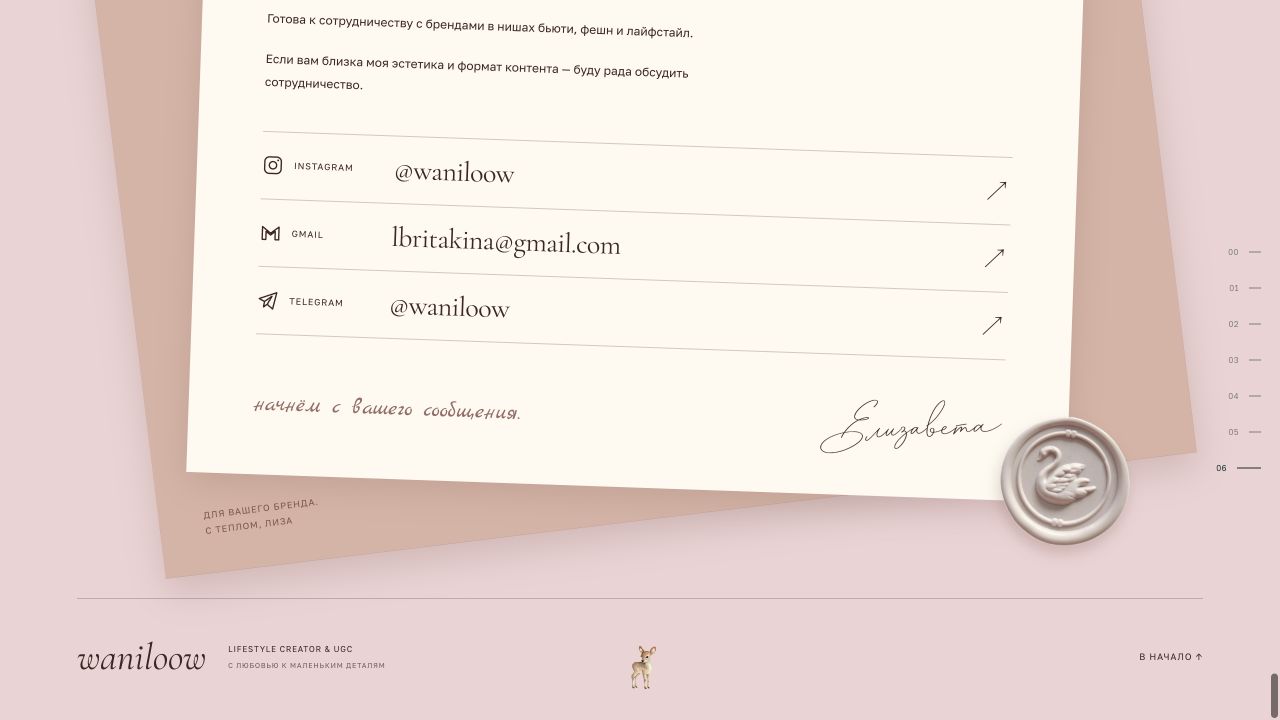 Готова к сотрудничеству с брендами в нишах бьюти, фешн и лайфстайл.
Если вам близка моя эстетика и формат контента — буду рада обсудить
сотрудничество.
INSTAGRAM @waniloow
GMAIL lbritakina@gmail.com
TELEGRAM @waniloow
начнём с вашего сообщения.
Елизавета
ДЛЯ ВАШЕГО БРЕНДА.
С ТЕПЛОМ, ЛИЗА
00
01
02
03
04
05
06
waniloow
LIFESTYLE CREATOR & UGC
С ЛЮБОВЬЮ К МАЛЕНЬКИМ ДЕТАЛЯМ
В НАЧАЛО ↑